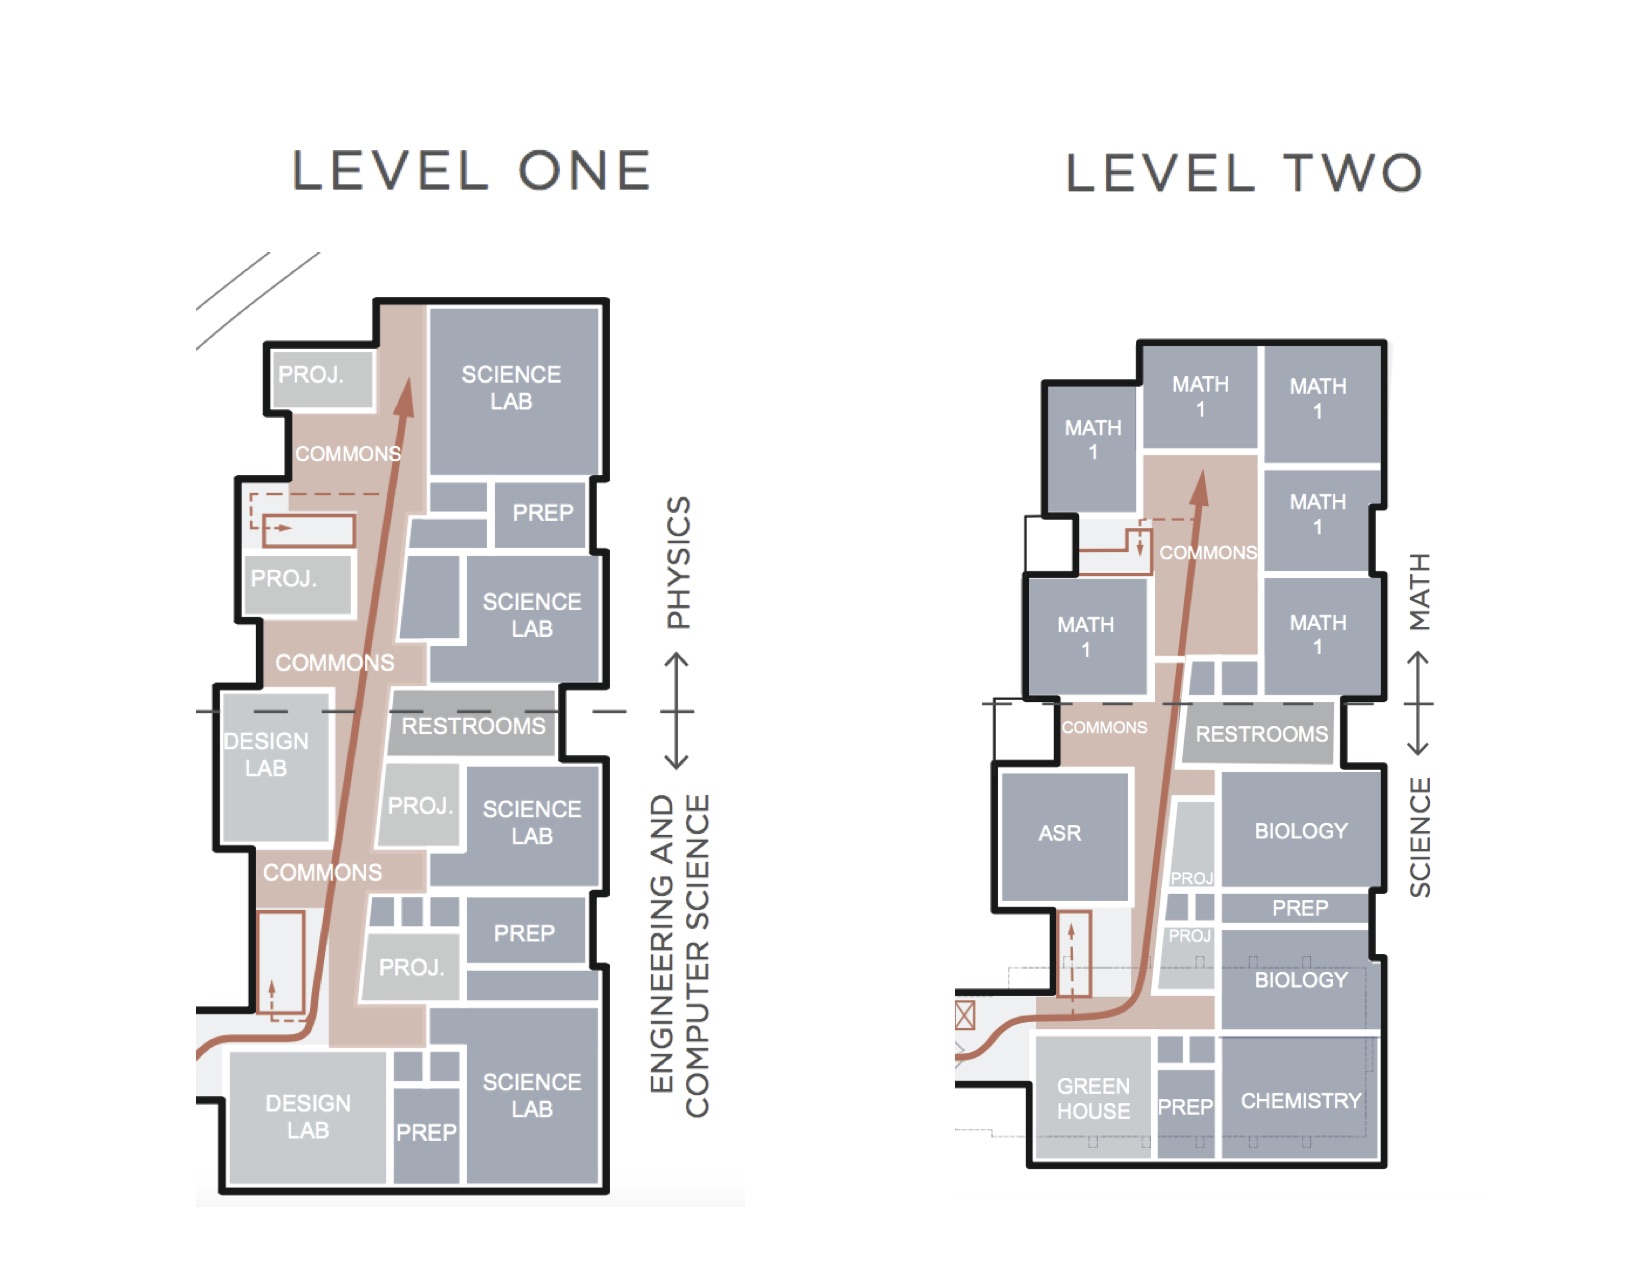 LEVEL ONE
PROJ.
SCIENCE
LAB
COMMONS
PREP
PROJ.
SCIENCE
LAB
COMMONS
PHYSICS
RESTROOMS
DESIGN
LAB
PROJ.
SCIENCE
LAB
COMMONS
PREP
PROJ.
ENGINEERING AND
COMPUTER SCIENCE
SCIENCE
LAB
DESIGN
LAB
PREP
LEVEL TWO
MATH
1
MATH
1
MATH
1
MATH
1
COMMONS
MATH
1
MATH
1
MATH
COMMONS
RESTROOMS
ASR
BIOLOGY
SCIENCE
PROJ
PREP
PROJ
BIOLOGY
GREEN
HOUSE
PREP
CHEMISTRY